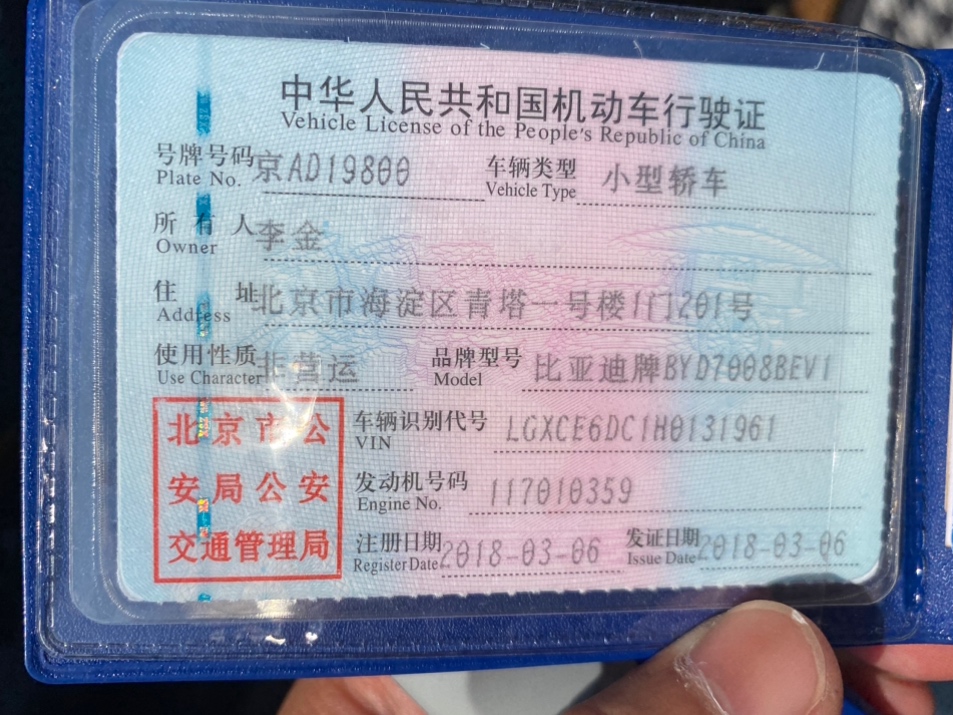 中华人民共和国机动车行驶证
Vehicle License of the People's Republic of China
号牌号码 京AD19800 车辆类型 小型轿车
Plate No. Vehicle Type
所有人 李金
Owner
住址 北京市海淀区青塔一号楼1门201号
Address
使用性质 非营运 品牌型号 比亚迪牌BYD7008BEV1
Use Character Model
北京市公 车辆识别代号 LGXCE6DC1H0131961
VIN
安局公安 发动机号码 117010359
Engine No.
交通管理局 注册日期 2018-03-06 发证日期 2018-03-06
Register Date Issue Date